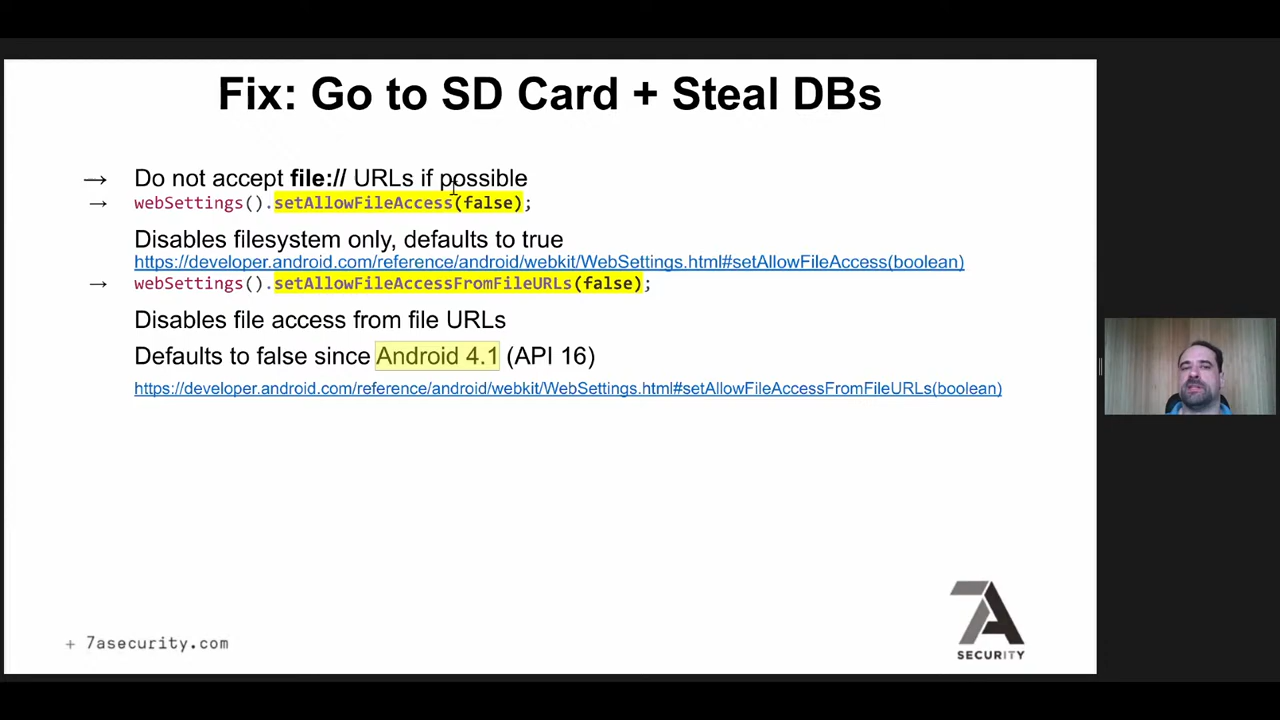 Fix: Go to SD Card + Steal DBs
→ Do not accept file:// URLs if possible
→ webSettings().setAllowFileAccess(false);
Disables filesystem only, defaults to true
https://developer.android.com/reference/android/webkit/WebSettings.html#setAllowFileAccess(boolean)
→ webSettings().setAllowFileAccessFromFileURLs(false);
Disables file access from file URLs
Defaults to false since Android 4.1 (API 16)
https://developer.android.com/reference/android/webkit/WebSettings.html#setAllowFileAccessFromFileURLs(boolean)
+ 7asecurity.com
7A
SECURITY